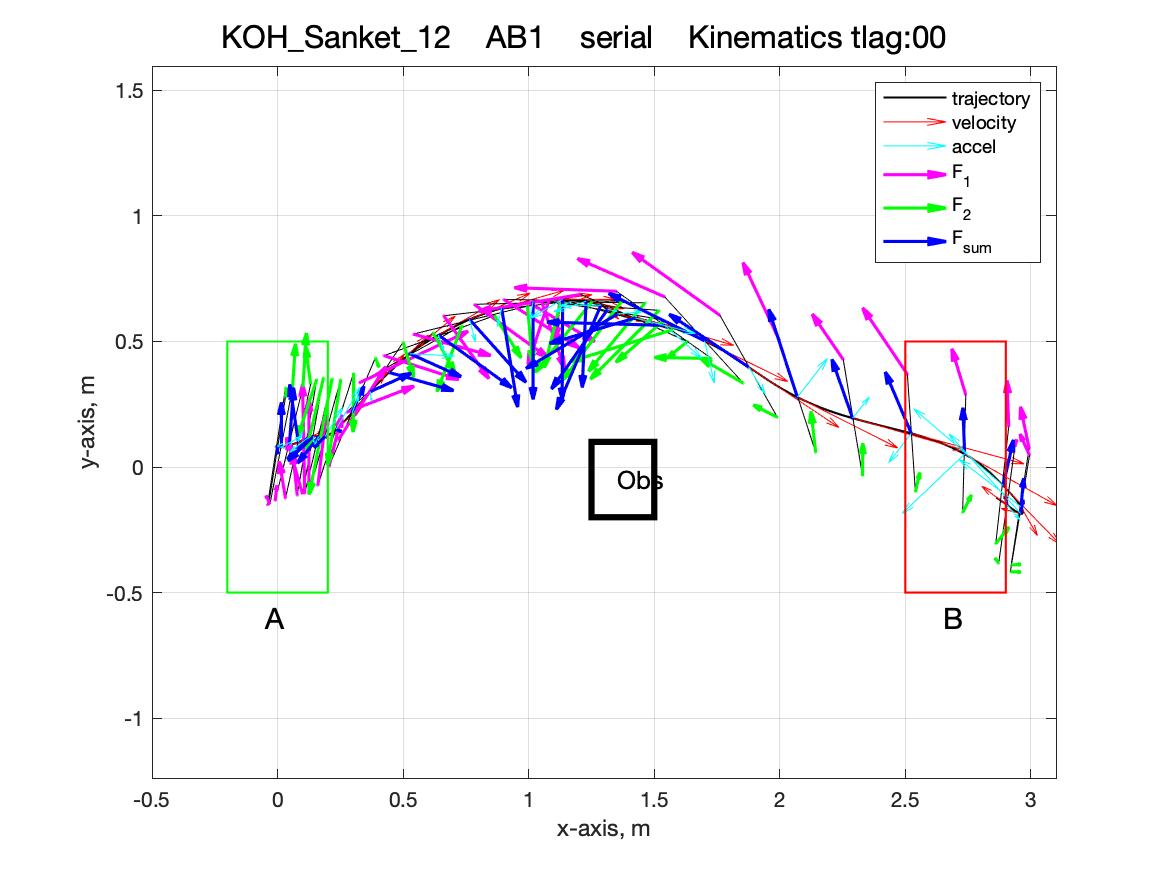 KOH_Sanket_12 AB1 serial Kinematics tlag:00
1.5
1
0.5
0
-0.5
-1
y-axis, m
trajectory
velocity
accel
F1
F2
Fsum
Obs
A
B
-0.5 0 0.5 1 1.5 2 2.5 3
x-axis, m